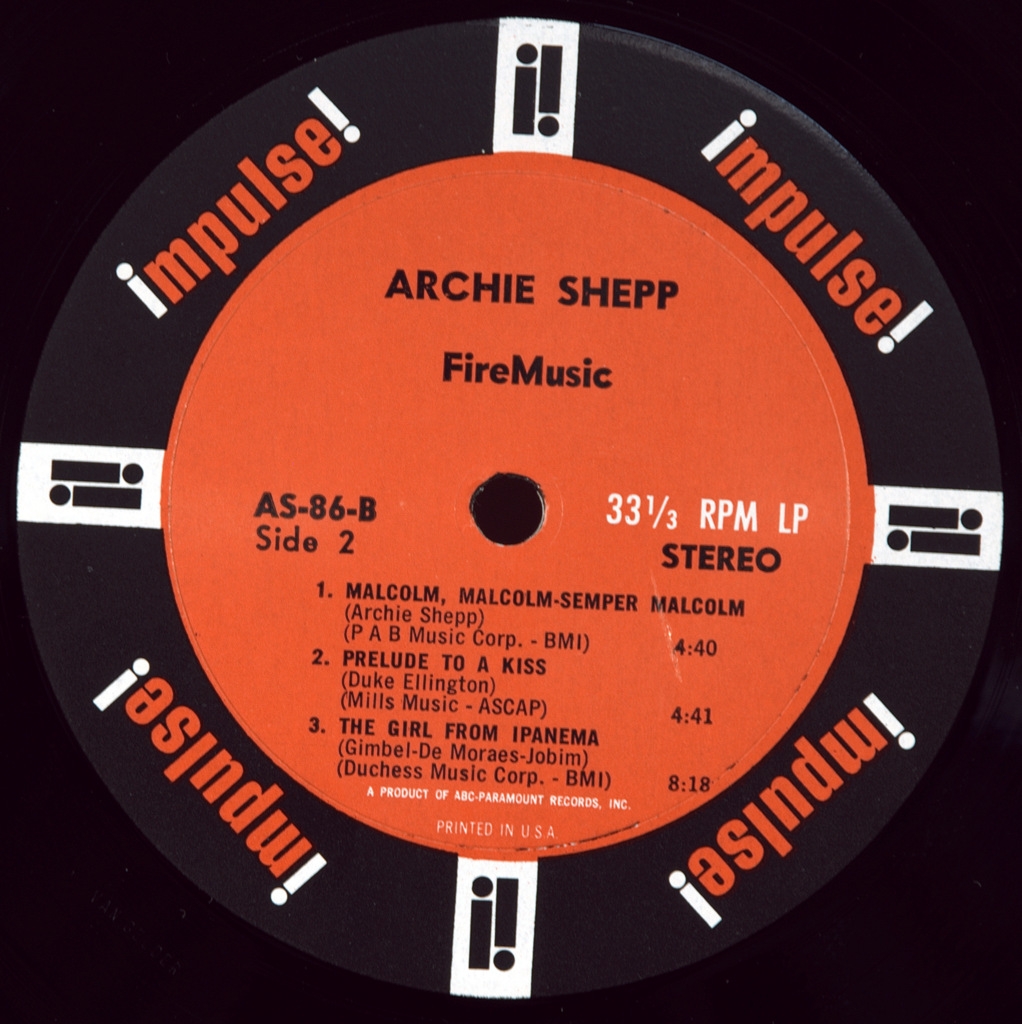 impulse!
impulse!
ARCHIE SHEPP
FireMusic
AS-86-B
Side 2
33⅓ RPM LP
STEREO
1. MALCOLM, MALCOLM-SEMPER MALCOLM
(Archie Shepp)
(P A B Music Corp. - BMI) 4:40
2. PRELUDE TO A KISS
(Duke Ellington)
(Mills Music - ASCAP) 4:41
3. THE GIRL FROM IPANEMA
(Gimbel-De Moraes-Jobim)
(Duchess Music Corp. - BMI) 8:18
A PRODUCT OF ABC-PARAMOUNT RECORDS, INC.
PRINTED IN U.S.A.
impulse!
impulse!